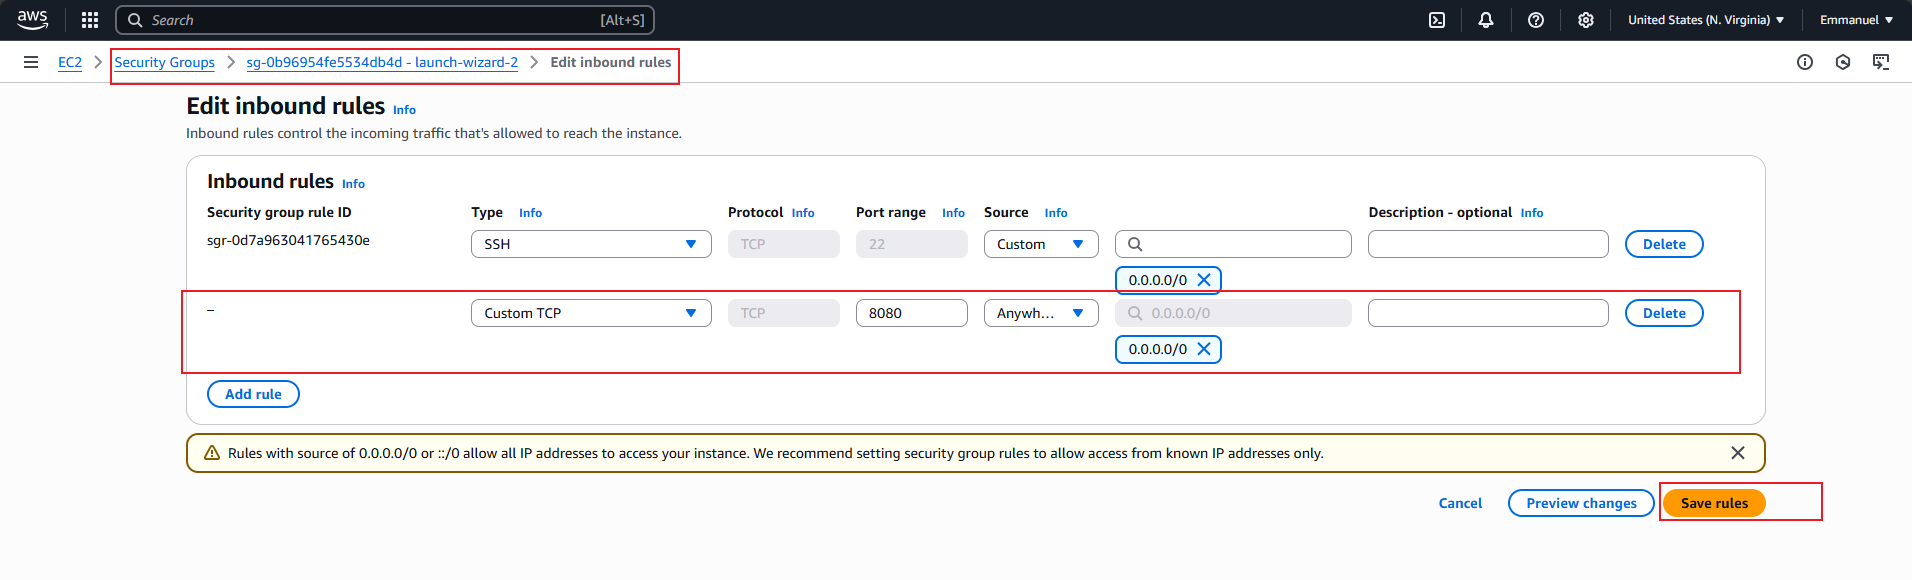 aws Search [Alt+S] United States (N. Virginia) Emmanuel
EC2 Security Groups sg-0b96954fe5534db4d - launch-wizard-2 Edit inbound rules
Edit inbound rules Info
Inbound rules control the incoming traffic that's allowed to reach the instance.
Inbound rules Info
Security group rule ID Type Info Protocol Info Port range Info Source Info Description - optional Info
sgr-0d7a963041765430e SSH TCP 22 Custom Delete
0.0.0.0/0
– Custom TCP TCP 8080 Anywh... 0.0.0.0/0 Delete
0.0.0.0/0
Add rule
Rules with source of 0.0.0.0/0 or ::/0 allow all IP addresses to access your instance. We recommend setting security group rules to allow access from known IP addresses only.
Cancel Preview changes Save rules